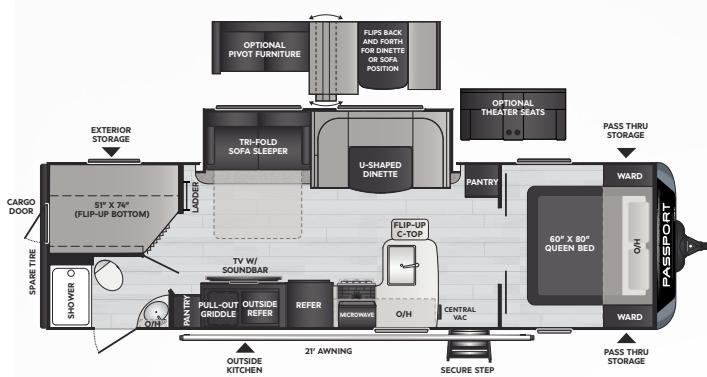 OPTIONAL
PIVOT FURNITURE
FLIPS BACK
AND FORTH
FOR DINETTE
OR SOFA
POSITION
OPTIONAL
THEATER SEATS
EXTERIOR
STORAGE
PASS THRU
STORAGE
TRI-FOLD
SOFA SLEEPER
U-SHAPED
DINETTE
PANTRY
WARD
CARGO
DOOR
51" X 74"
(FLIP-UP BOTTOM)
LADDER
FLIP-UP
C-TOP
60" X 80"
QUEEN BED
O/H
PASSPORT
SPARE TIRE
SHOWER
TV W/
SOUNDBAR
O/H
PANTRY
PULL-OUT
GRIDDLE
OUTSIDE
REFER
REFER
MICROWAVE
O/H
CENTRAL
VAC
WARD
OUTSIDE
KITCHEN
21' AWNING
SECURE STEP
PASS THRU
STORAGE